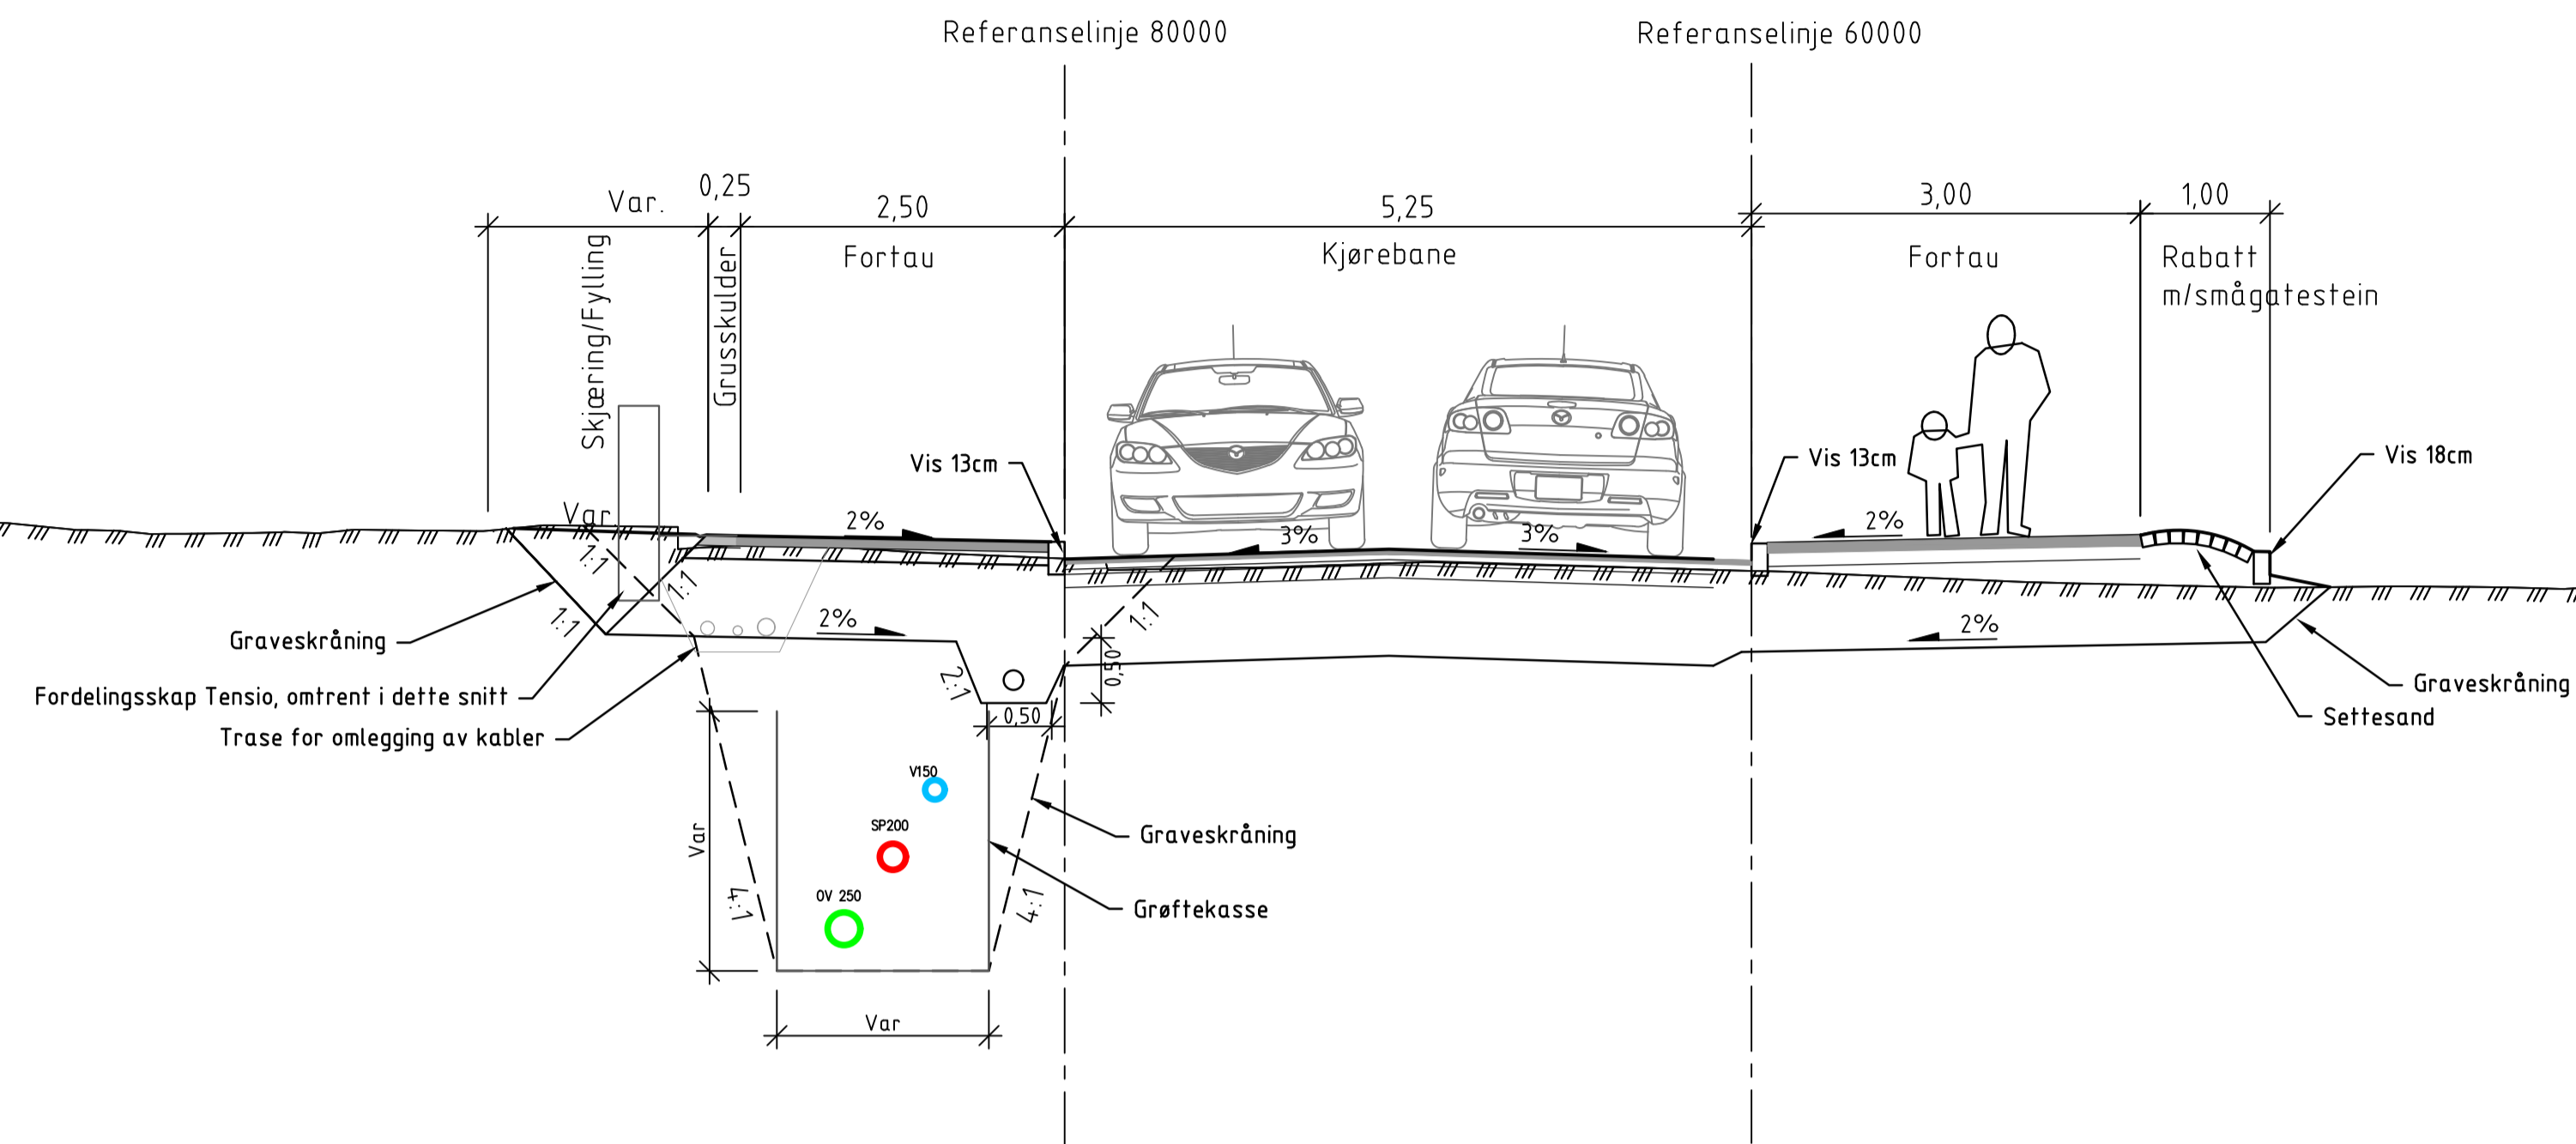 Referanselinje 80000
Referanselinje 60000
Var.
0,25
2,50
5,25
3,00
1,00
Skjæring/Fylling
Grusskulder
Fortau
Kjørebane
Fortau
Rabatt
m/smågatestein
Vis 13cm
Vis 13cm
Vis 18cm
Var.
2%
3%
3%
2%
1:1
1:1
1:1
1:1
2%
2%
Graveskråning
Fordelingsskap Tensio, omtrent i dette snitt
Trase for omlegging av kabler
2:1
0,50
0,50
Graveskråning
Settesand
V150
SP200
OV 250
Var
4:1
4:1
Graveskråning
Grøftekasse
Var